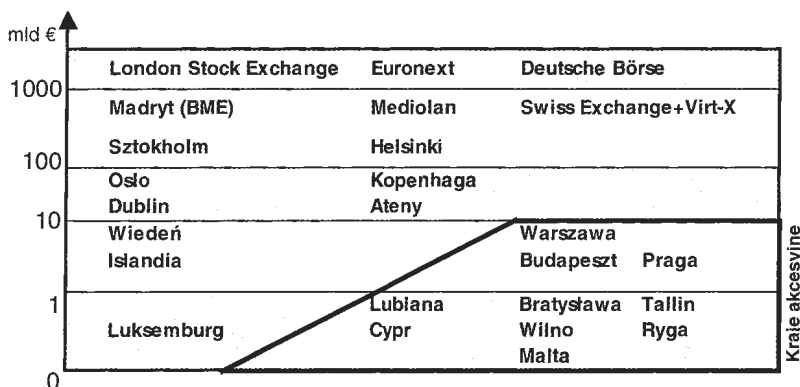 mld €
London Stock Exchange Euronext Deutsche Börse
1000
Madryt (BME) Mediolan Swiss Exchange+Virt-X
Sztokholm Helsinki
100
Oslo Kopenhaga
Dublin Ateny
10
Wiedeń Warszawa
Islandia Budapeszt Praga
1
Lublana Bratysława Tallin
Luksemburg Cypr Wilno Ryga
Malta
0
Kraje akcesyjne